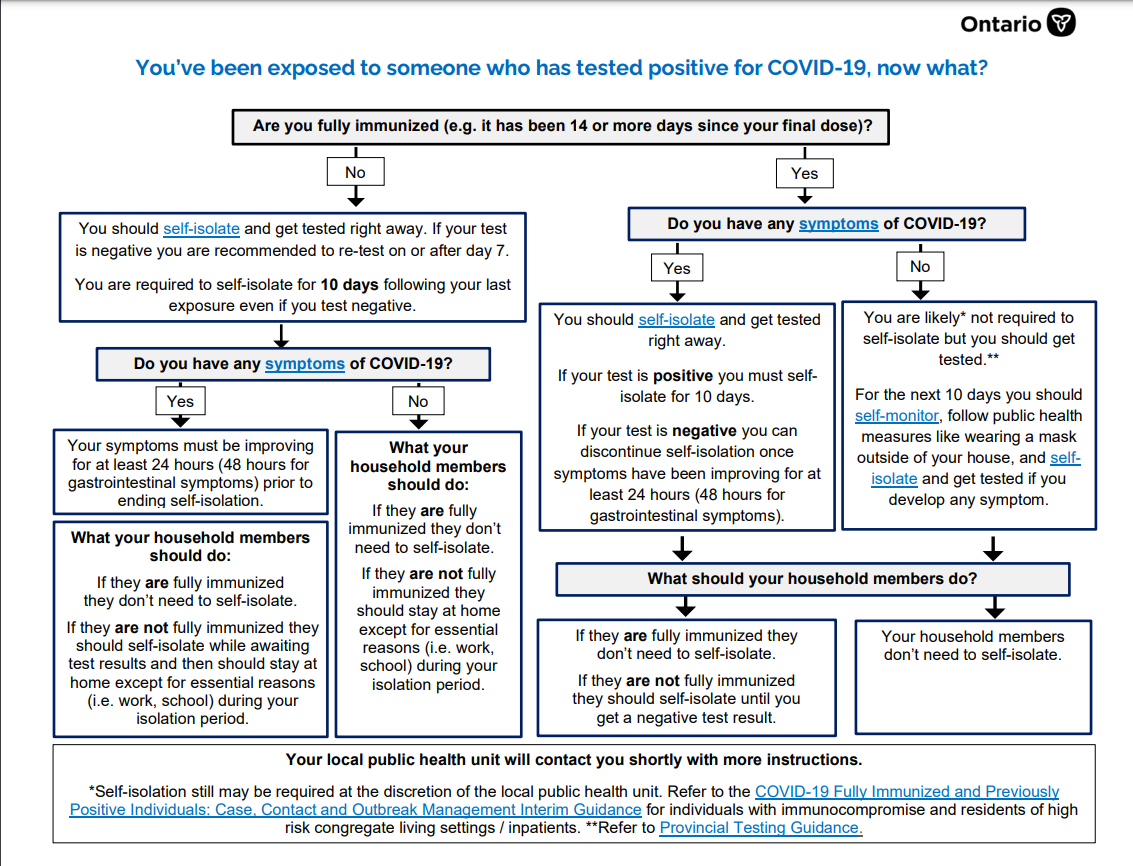 Ontario
You've been exposed to someone who has tested positive for COVID-19, now what?
Are you fully immunized (e.g. it has been 14 or more days since your final dose)?
No
You should self-isolate and get tested right away. If your test
is negative you are recommended to re-test on or after day 7.
You are required to self-isolate for 10 days following your last
exposure even if you test negative.
Do you have any symptoms of COVID-19?
Yes
Your symptoms must be improving
for at least 24 hours (48 hours for
gastrointestinal symptoms) prior to
ending self-isolation.
What your household members
should do:
If they are fully immunized
they don't need to self-isolate.
If they are not fully immunized they
should self-isolate while awaiting
test results and then should stay at
home except for essential reasons
(i.e. work, school) during your
isolation period.
No
What your
household members
should do:
If they are fully
immunized they don't
need to self-isolate.
If they are not fully
immunized they
should stay at home
except for essential
reasons (i.e. work,
school) during your
isolation period.
Yes
Do you have any symptoms of COVID-19?
Yes
You should self-isolate and get tested
right away.
If your test is positive you must self-
isolate for 10 days.
If your test is negative you can
discontinue self-isolation once
symptoms have been improving for at
least 24 hours (48 hours for
gastrointestinal symptoms).
No
You are likely* not required to
self-isolate but you should get
tested.**
For the next 10 days you should
self-monitor, follow public health
measures like wearing a mask
outside of your house, and self-
isolate and get tested if you
develop any symptom.
What should your household members do?
If they are fully immunized they
don't need to self-isolate.
If they are not fully immunized
they should self-isolate until you
get a negative test result.
Your household members
don't need to self-isolate.
Your local public health unit will contact you shortly with more instructions.
*Self-isolation still may be required at the discretion of the local public health unit. Refer to the COVID-19 Fully Immunized and Previously
Positive Individuals: Case, Contact and Outbreak Management Interim Guidance for individuals with immunocompromise and residents of high
risk congregate living settings / inpatients. **Refer to Provincial Testing Guidance.